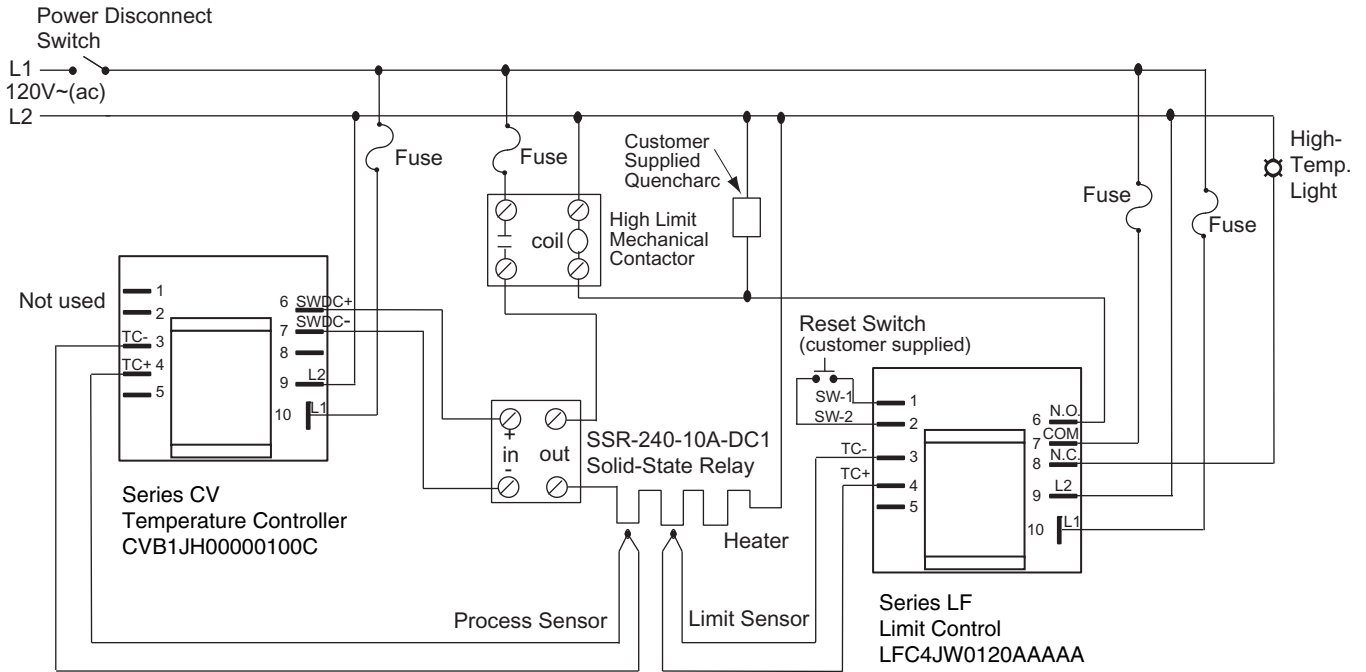 Power Disconnect
Switch
L1
120V~(ac)
L2
Fuse
Fuse
Customer
Supplied
Quencharc
High-
Temp.
Light
Fuse
Fuse
High Limit
Mechanical
Contactor
coil
Not used
1
2
TC- 3
TC+ 4
5
6 SWDC+
7 SWDC-
8
9 L2
10 L1
Series CV
Temperature Controller
CVB1JH00000100C
+
in
-
out
SSR-240-10A-DC1
Solid-State Relay
Heater
Process Sensor
Limit Sensor
Reset Switch
(customer supplied)
SW-1 1
SW-2 2
TC- 3
TC+ 4
5
6 N.O.
7 COM
8 N.C.
9 L2
10 L1
Series LF
Limit Control
LFC4JW0120AAAAA